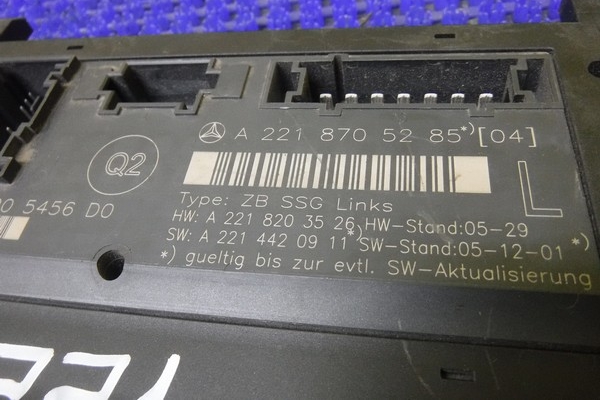 A 221 870 52 85*) [04]
Q2
L
5456 D0
Type: ZB SSG Links
HW: A 221 820 35 26 HW-Stand:05-29
SW: A 221 442 09 11*) SW-Stand:05-12-01*)
*) gueltig bis zur evtl. SW-Aktualisierung
221